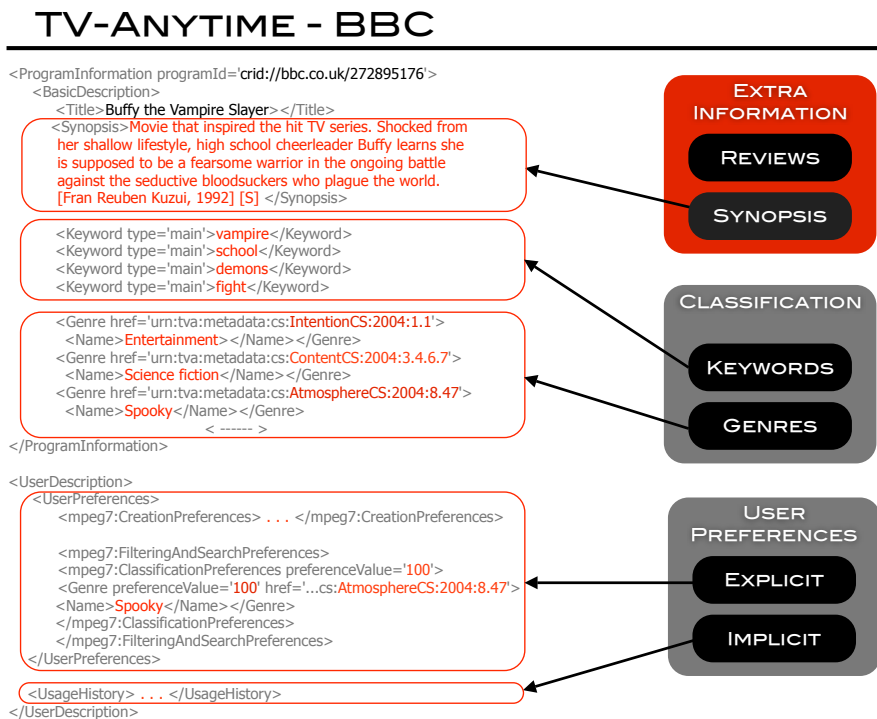 TV-Anytime - BBC
<ProgramInformation programId='crid://bbc.co.uk/272895176'>
<BasicDescription>
<Title>Buffy the Vampire Slayer></Title>
<Synopsis>Movie that inspired the hit TV series. Shocked from
her shallow lifestyle, high school cheerleader Buffy learns she
is supposed to be a fearsome warrior in the ongoing battle
against the seductive bloodsuckers who plague the world.
[Fran Reuben Kuzui, 1992] [S] </Synopsis>
<Keyword type='main'>vampire</Keyword>
<Keyword type='main'>school</Keyword>
<Keyword type='main'>demons</Keyword>
<Keyword type='main'>fight</Keyword>
<Genre href='urn:tva:metadata:cs:IntentionCS:2004:1.1'>
<Name>Entertainment></Name></Genre>
<Genre href='urn:tva:metadata:cs:ContentCS:2004:3.4.6.7'>
<Name>Science fiction</Name></Genre>
<Genre href='urn:tva:metadata:cs:AtmosphereCS:2004:8.47'>
<Name>Spooky</Name></Genre>
< ------ >
</ProgramInformation>
<UserDescription>
<UserPreferences>
<mpeg7:CreationPreferences> . . . </mpeg7:CreationPreferences>
<mpeg7:FilteringAndSearchPreferences>
<mpeg7:ClassificationPreferences preferenceValue='100'>
<Genre preferenceValue='100' href='...cs:AtmosphereCS:2004:8.47'>
<Name>Spooky</Name></Genre>
</mpeg7:ClassificationPreferences>
</mpeg7:FilteringAndSearchPreferences>
</UserPreferences>
<UsageHistory> . . . </UsageHistory>
</UserDescription>
Extra
Information
Reviews
Synopsis
Classification
Keywords
Genres
User
Preferences
Explicit
Implicit